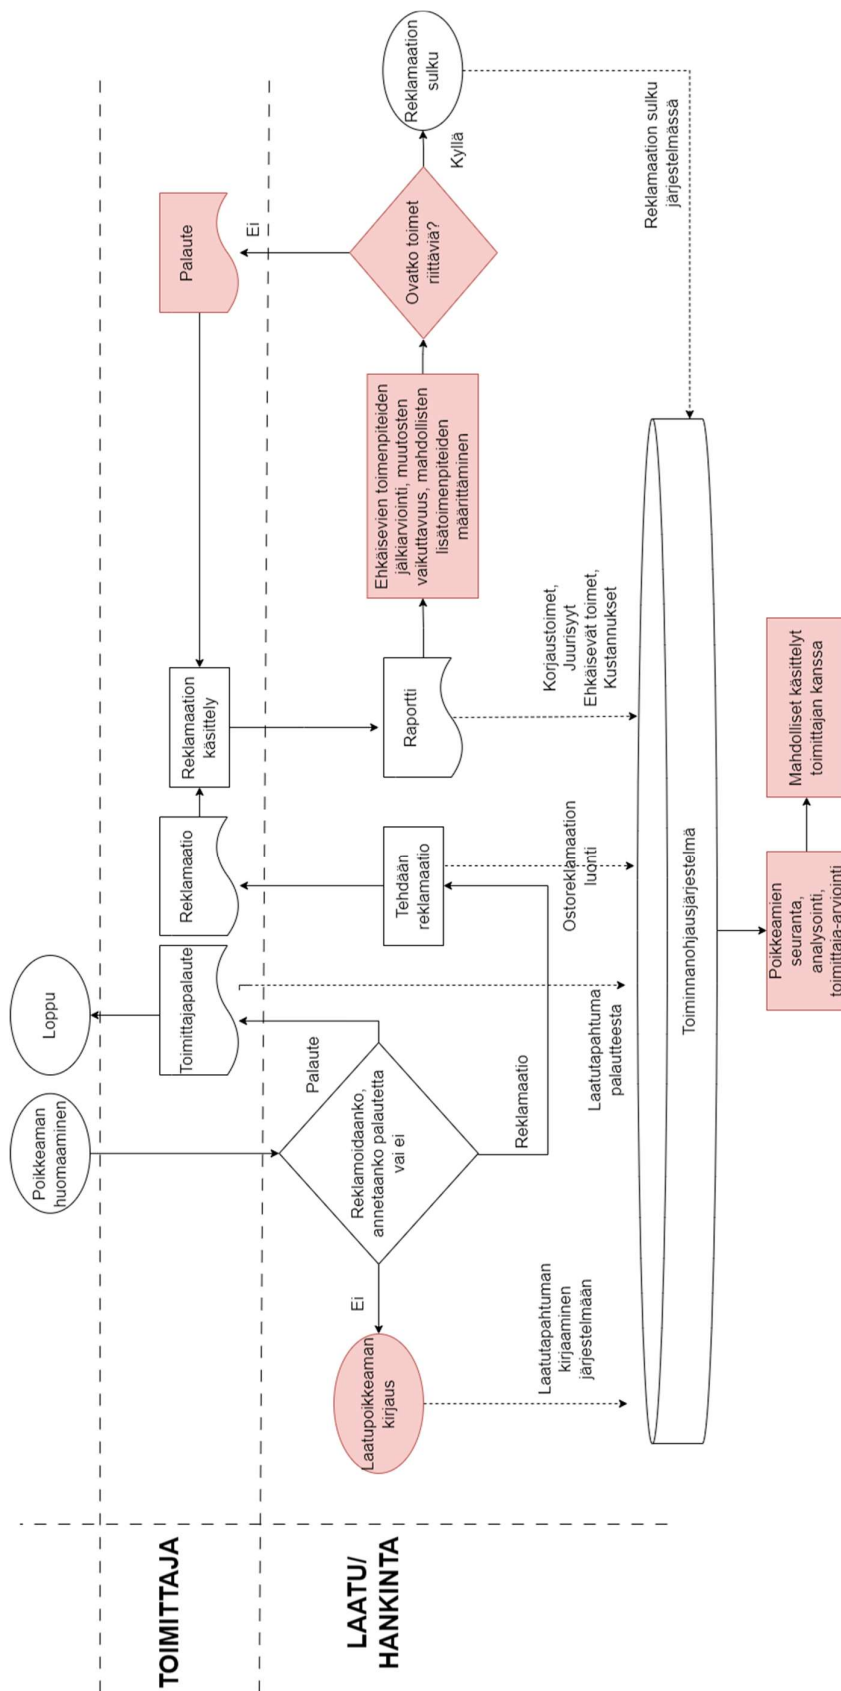 TOIMITTAJA
LAATU/
HANKINTA
Poikkeaman
huomaaminen
Loppu
Toimittajapalaute
Reklamaatio
Reklamaation
käsittely
Palaute
Laatupoikkeaman
kirjaus
Ei
Reklamoidaanko,
annetaanko palautetta
vai ei
Palaute
Reklamaatio
Tehdään
reklamaatio
Raportti
Ehkäisevien toimenpiteiden
jälkiarviointi, muutosten
vaikuttavuus, mahdollisten
lisätoimenpiteiden
määrittäminen
Ovatko toimet
riittäviä?
Ei
Kyllä
Reklamaation
sulku
Laatutapahtuman
kirjaaminen
järjestelmään
Laatutapahtuma
palautteesta
Ostoreklamaation
luonti
Korjaustoimet,
Juurisyyt
Ehkäisevät toimet,
Kustannukset
Reklamaation sulku
järjestelmässä
Toiminnanohjausjärjestelmä
Poikkeamien
seuranta,
analysointi,
toimittaja-arviointi
Mahdolliset käsittelyt
toimittajan kanssa